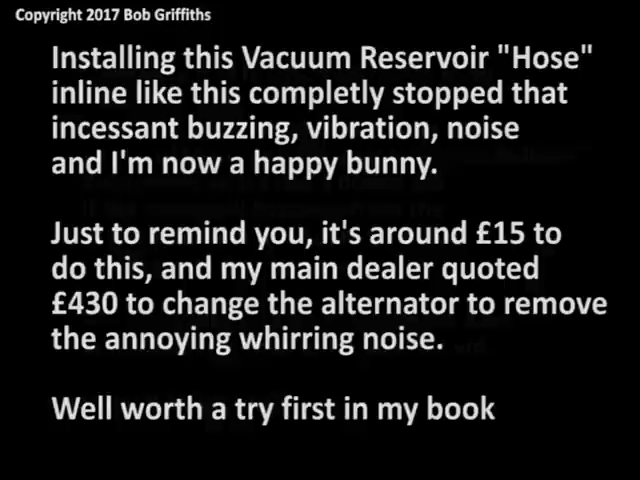 Copyright 2017 Bob Griffiths
Installing this Vacuum Reservoir "Hose"
inline like this completly stopped that
incessant buzzing, vibration, noise
and I'm now a happy bunny.
Just to remind you, it's around £15 to
do this, and my main dealer quoted
£430 to change the alternator to remove
the annoying whirring noise.
Well worth a try first in my book